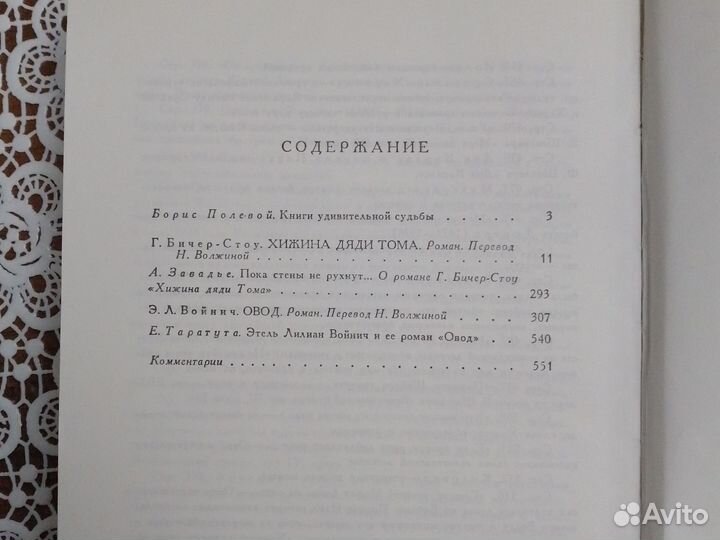 СОДЕРЖАНИЕ
Борис Полевой. Книги удивительной судьбы . . . . . 3
Г. Бичер-Стоу. ХИЖИНА ДЯДИ ТОМА. Роман. Перевод
Н. Волжиной . . . . . . . . . . . . . . . 11
А. Завадье. Пока стены не рухнут... О романе Г. Бичер-Стоу
«Хижина дяди Тома» . . . . . . . . . . . . 293
Э. Л. Войнич. ОВОД. Роман. Перевод Н. Волжиной . . . . 307
Е. Таратута. Этель Лилиан Войнич и ее роман «Овод» . . 540
Комментарии . . . . . . . . . . . . . . . . 551
Avito